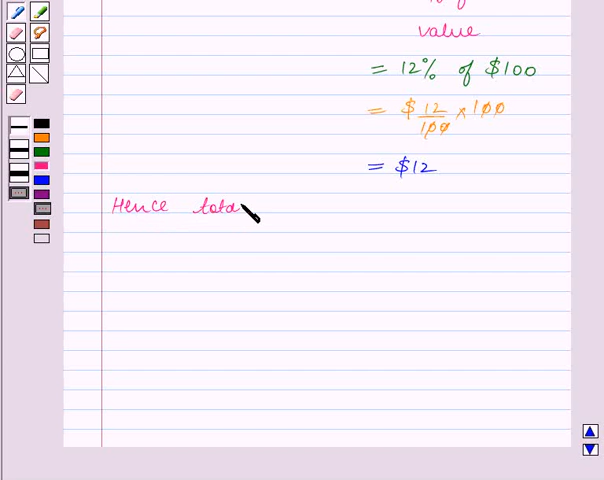 value
= 12% of $100
= $ 12/100 × 100
= $12
Hence tota